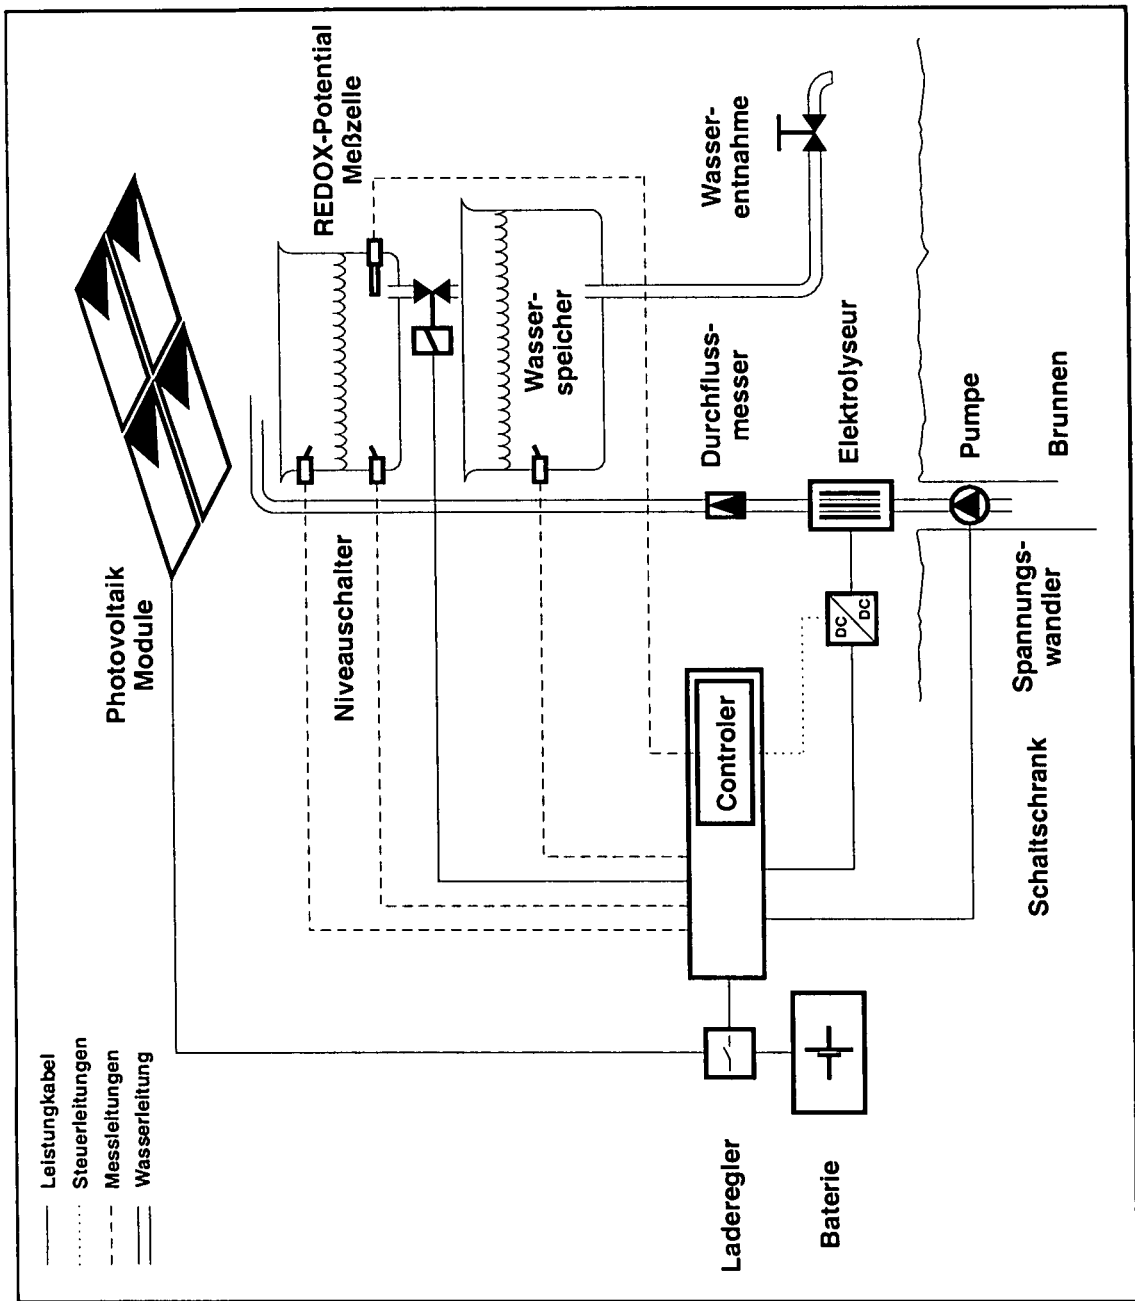 Leistungkabel
Steuerleitungen
Messleitungen
Wasserleitung
Photovoltaik
Module
REDOX-Potential
Meßzelle
Niveauschalter
Wasser-
speicher
Wasser-
entnahme
Durchfluss-
messer
Elektrolyseur
Pumpe
Brunnen
Controler
DC
DC
Spannungs-
wandler
Schaltschrank
Laderegler
Baterie